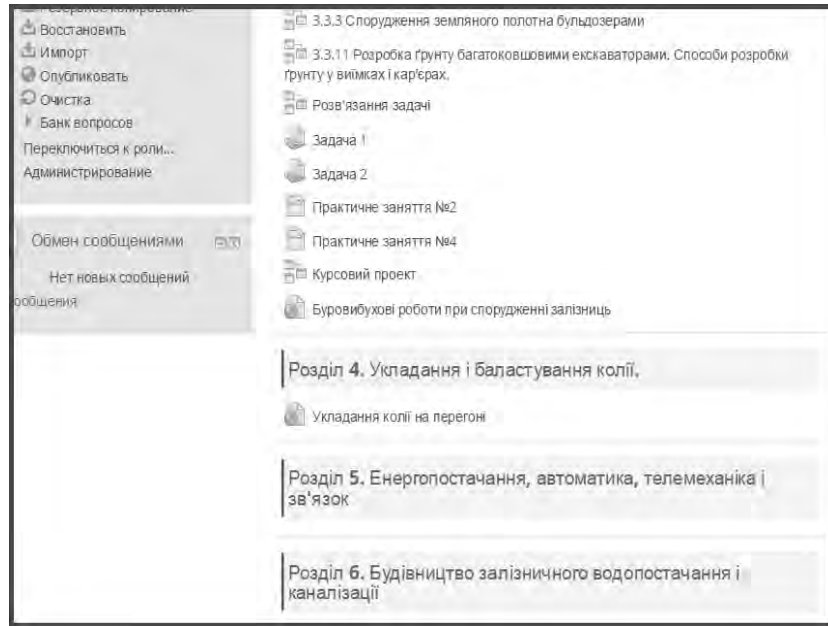 Резервное копирование
Восстановить
Импорт
Опубликовать
Очистка
Банк вопросов
Переключиться к роли...
Администрирование
Обмен сообщениями
Нет новых сообщений
ообщения
3.3.3 Спорудження земляного полотна бульдозерами
3.3.11 Розробка ґрунту багатоковшовими екскаваторами. Способи розробки
ґрунту у виїмках і кар'єрах.
Розв'язання задачі
Задача 1
Задача 2
Практичне заняття №2
Практичне заняття №4
Курсовий проект
Буровибухові роботи при спорудженні залізниць
Розділ 4. Укладання і баластування колії.
Укладання колії на перегоні
Розділ 5. Енергопостачання, автоматика, телемеханіка і
зв'язок
Розділ 6. Будівництво залізничного водопостачання і
каналізації